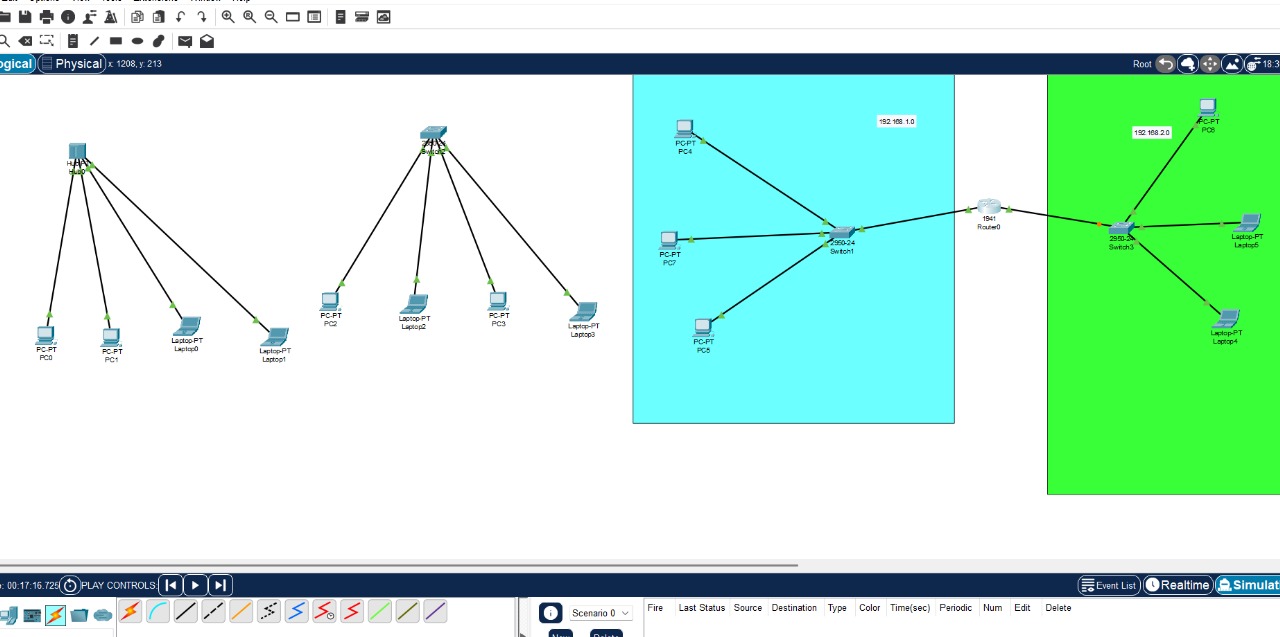 Logical Physical x: 1208, y: 213 Root 18:3
192.168.1.0
192.168.2.0
PC-PT
PC4
PC-PT
PC6
2950-24
Switch2
Hub0
PC-PT
PC7
2950-24
Switch1
1941
Router0
2950-24
Switch3
Laptop-PT
Laptop5
PC-PT
PC2
Laptop-PT
Laptop2
PC-PT
PC3
Laptop-PT
Laptop3
PC-PT
PC0
PC-PT
PC1
Laptop-PT
Laptop0
Laptop-PT
Laptop1
PC-PT
PC5
Laptop-PT
Laptop4
: 00:17:16.725 PLAY CONTROLS: Event List Realtime Simulat
Scenario 0 Fire Last Status Source Destination Type Color Time(sec) Periodic Num Edit Delete
New Delete